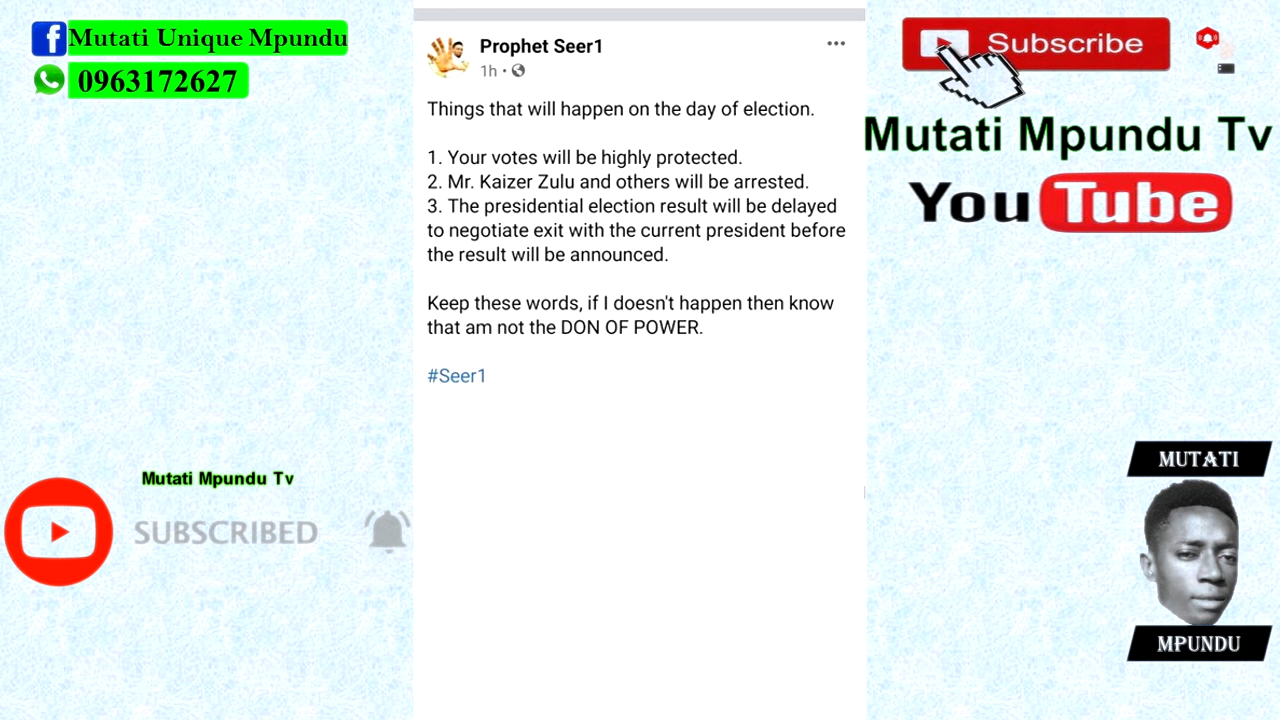 Mutati Unique Mpundu
0963172627
Prophet Seer1
1h
Things that will happen on the day of election.
1. Your votes will be highly protected.
2. Mr. Kaizer Zulu and others will be arrested.
3. The presidential election result will be delayed
to negotiate exit with the current president before
the result will be announced.
Keep these words, if I doesn't happen then know
that am not the DON OF POWER.
#Seer1
Subscribe
Mutati Mpundu Tv
YouTube
Mutati Mpundu Tv
SUBSCRIBED
MUTATI
MPUNDU